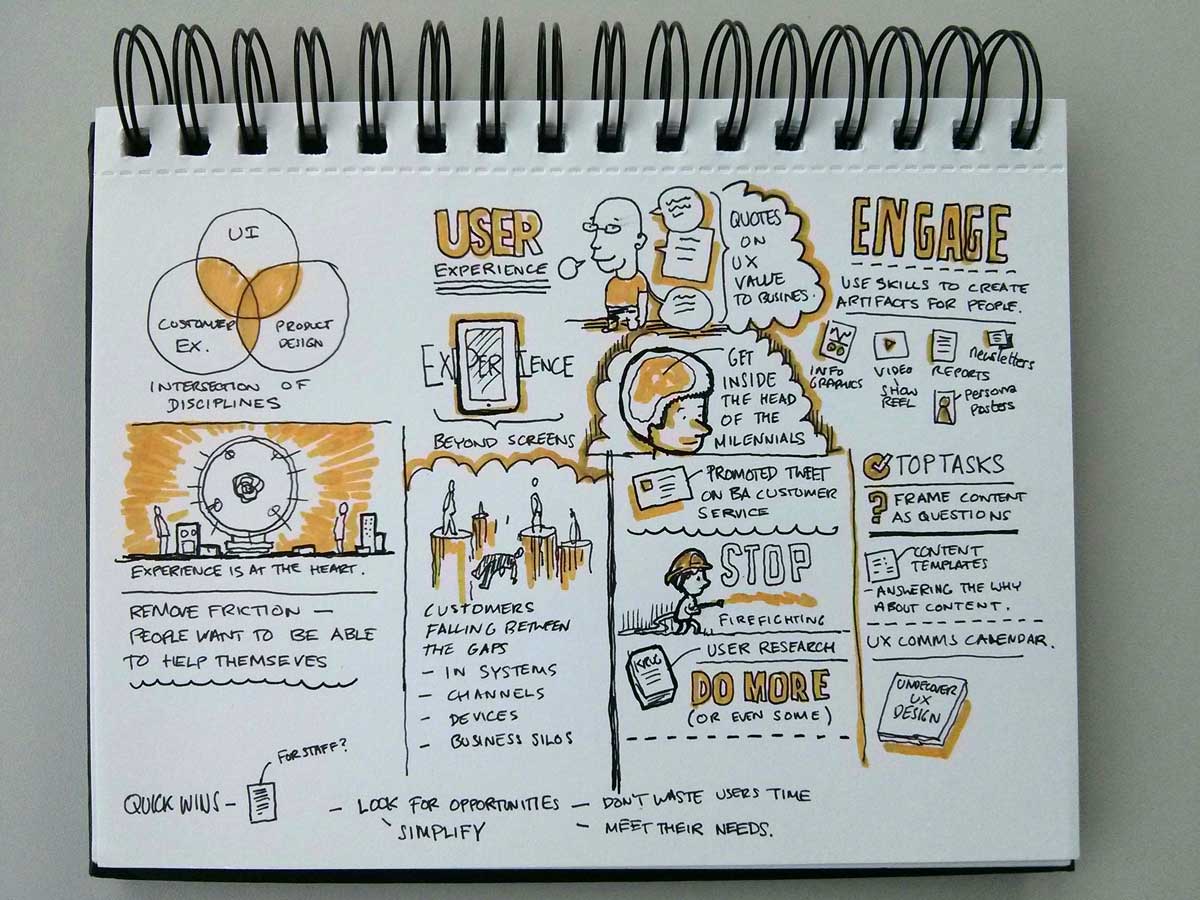 UI
CUSTOMER
EX.
PRODUCT
DESIGN
INTERSECTION OF
DISCIPLINES
EXPERIENCE IS AT THE HEART.
REMOVE FRICTION —
PEOPLE WANT TO BE ABLE
TO HELP THEMSEVES
USER
EXPERIENCE
EXPERIENCE
BEYOND SCREENS
CUSTOMERS
FALLING BETWEEN
THE GAPS
- IN SYSTEMS
- CHANNELS
- DEVICES
- BUSINESS SILOS
QUOTES
ON
UX
VALUE
TO BUSINES.
GET
INSIDE
THE HEAD
OF THE
MILENNIALS
PROMOTED TWEET
ON BA CUSTOMER
SERVICE
STOP
FIREFIGHTING
KRUG
USER RESEARCH
DO MORE
(OR EVEN SOME)
ENGAGE
USE SKILLS TO CREATE
ARTIFACTS FOR PEOPLE.
INFO
GRAPHICS
VIDEO
SHOW
REEL
REPORTS
Newsletters
Persona
Posters
TOP TASKS
? FRAME CONTENT
AS QUESTIONS
CONTENT
TEMPLATES
- ANSWERING THE WHY
ABOUT CONTENT.
UX COMMS CALENDAR.
UNDERCOVER
UX
DESIGN
FOR STAFF?
QUICK WINS -
- LOOK FOR OPPORTUNITIES
SIMPLIFY
- DON'T WASTE USERS TIME
- MEET THEIR NEEDS.